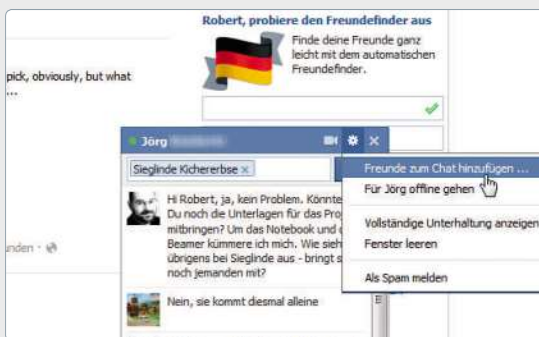 Robert, probiere den Freundefinder aus
Finde deine Freunde ganz
leicht mit dem automatischen
Freundefinder.
pick, obviously, but what
...
Jörg
Sieglinde Kichererbse ×
Freunde zum Chat hinzufügen ...
Für Jörg offline gehen
Vollständige Unterhaltung anzeigen
Fenster leeren
Als Spam melden
Hi Robert, ja, kein Problem. Könnte
Du noch die Unterlagen für das Pro
mitbringen? Um das Notebook und
Beamer kümmere ich mich. Wie sieh
übrigens bei Sieglinde aus - bringt s
noch jemanden mit?
unden ·
Nein, sie kommt diesmal alleine